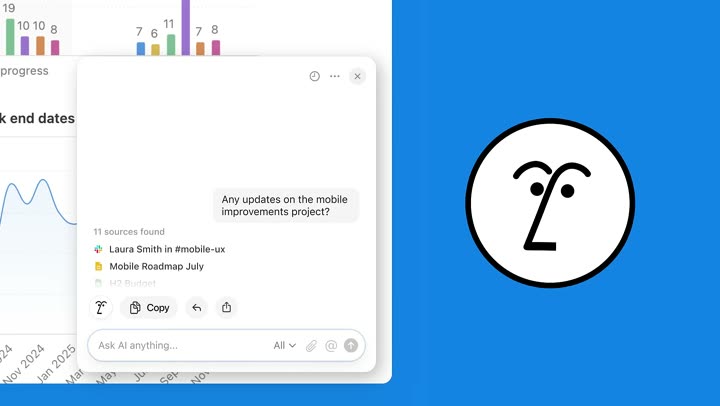 19
10 10
8
7
6
11
7
8
progress
k end dates
Any updates on the mobile
improvements project?
11 sources found
Laura Smith in #mobile-ux
Mobile Roadmap July
H2 Budget
Copy
Ask AI anything...
All
Nov 2024
Jan 2025